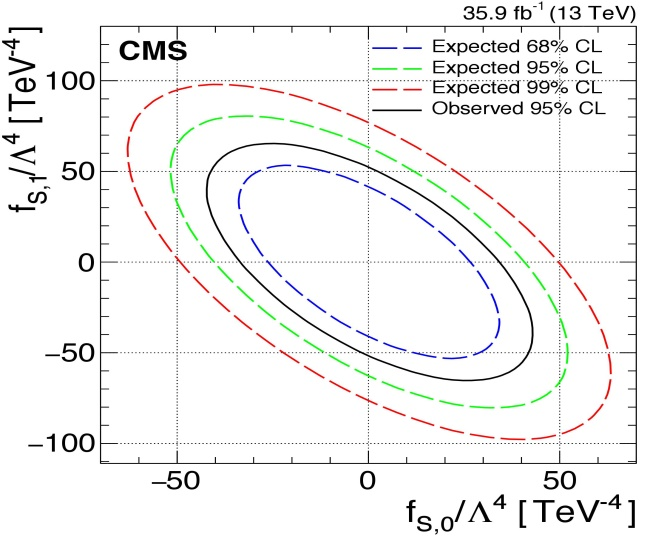 35.9 fb⁻¹ (13 TeV)
CMS
Expected 68% CL
Expected 95% CL
Expected 99% CL
Observed 95% CL
f_S,1/Λ⁴ [TeV⁻⁴]
100
50
0
−50
−100
−50 0 50
f_S,0/Λ⁴ [TeV⁻⁴]